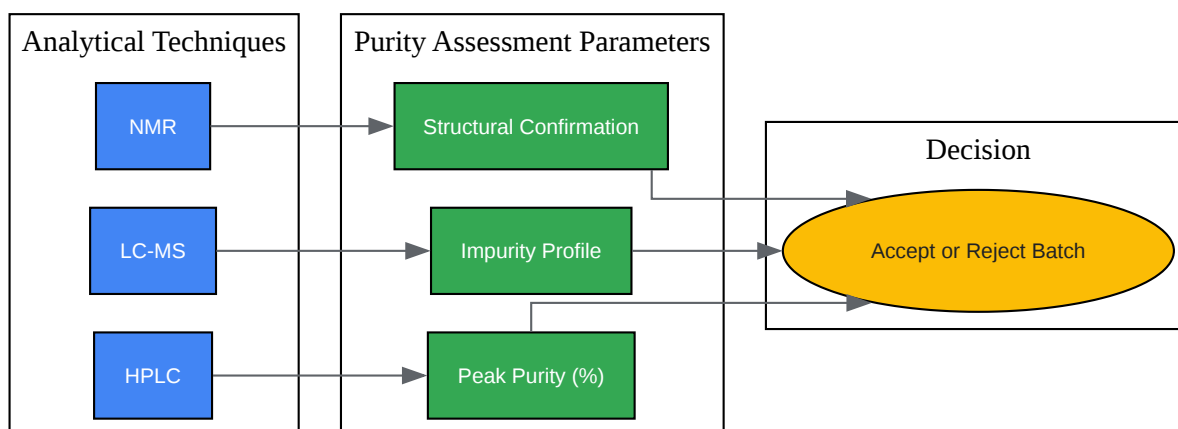 Analytical Techniques
Purity Assessment Parameters
NMR
Structural Confirmation
Decision
LC-MS
Impurity Profile
Accept or Reject Batch
HPLC
Peak Purity (%)